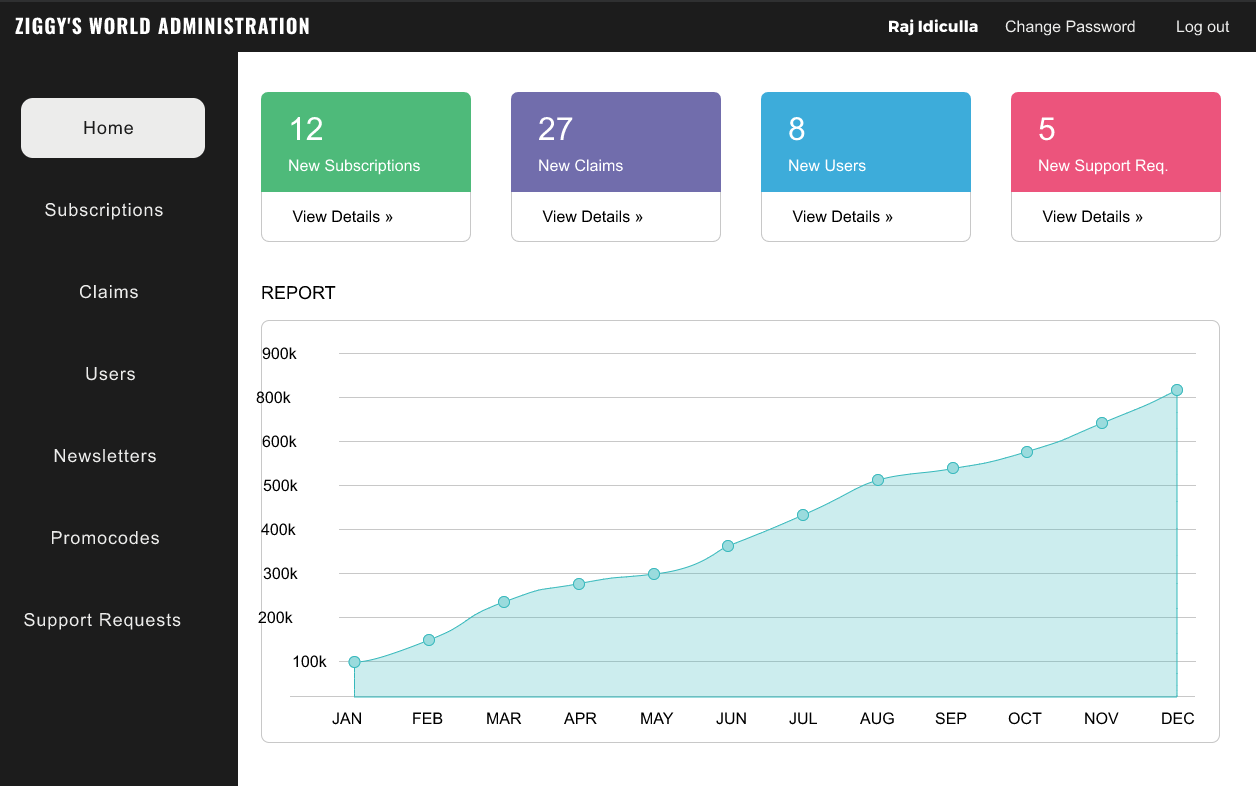 ZIGGY'S WORLD ADMINISTRATION
Raj Idiculla Change Password Log out
Home
Subscriptions
Claims
Users
Newsletters
Promocodes
Support Requests
12
New Subscriptions
View Details »
27
New Claims
View Details »
8
New Users
View Details »
5
New Support Req.
View Details »
REPORT
900k
800k
600k
500k
400k
300k
200k
100k
JAN FEB MAR APR MAY JUN JUL AUG SEP OCT NOV DEC